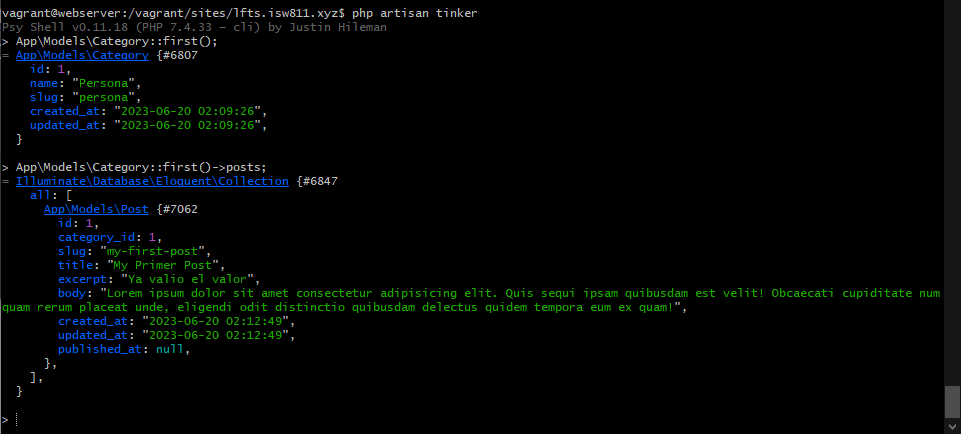 vagrant@webserver:/vagrant/sites/lfts.isw811.xyz$ php artisan tinker
Psy Shell v0.11.18 (PHP 7.4.33 — cli) by Justin Hileman
> App\Models\Category::first();
= App\Models\Category {#6807
id: 1,
name: "Persona",
slug: "persona",
created_at: "2023-06-20 02:09:26",
updated_at: "2023-06-20 02:09:26",
}
> App\Models\Category::first()->posts;
= Illuminate\Database\Eloquent\Collection {#6847
all: [
App\Models\Post {#7062
id: 1,
category_id: 1,
slug: "my-first-post",
title: "My Primer Post",
excerpt: "Ya valio el valor",
body: "Lorem ipsum dolor sit amet consectetur adipisicing elit. Quis sequi ipsam quibusdam est velit! Obcaecati cupiditate num
quam rerum placeat unde, eligendi odit distinctio quibusdam delectus quidem tempora eum ex quam!",
created_at: "2023-06-20 02:12:49",
updated_at: "2023-06-20 02:12:49",
published_at: null,
},
],
}
>